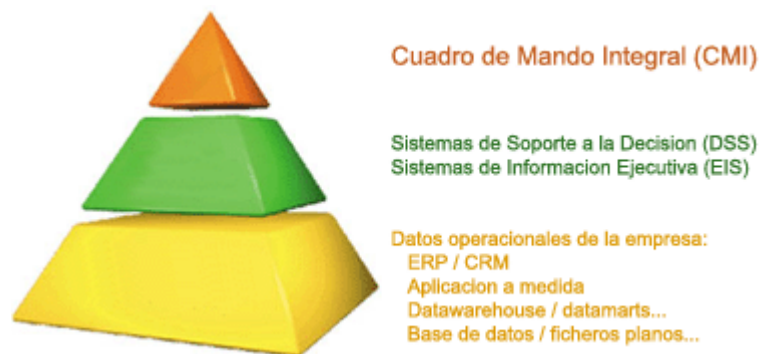 Cuadro de Mando Integral (CMI)
Sistemas de Soporte a la Decision (DSS)
Sistemas de Informacion Ejecutiva (EIS)
Datos operacionales de la empresa:
ERP / CRM
Aplicacion a medida
Datawarehouse / datamarts...
Base de datos / ficheros planos...